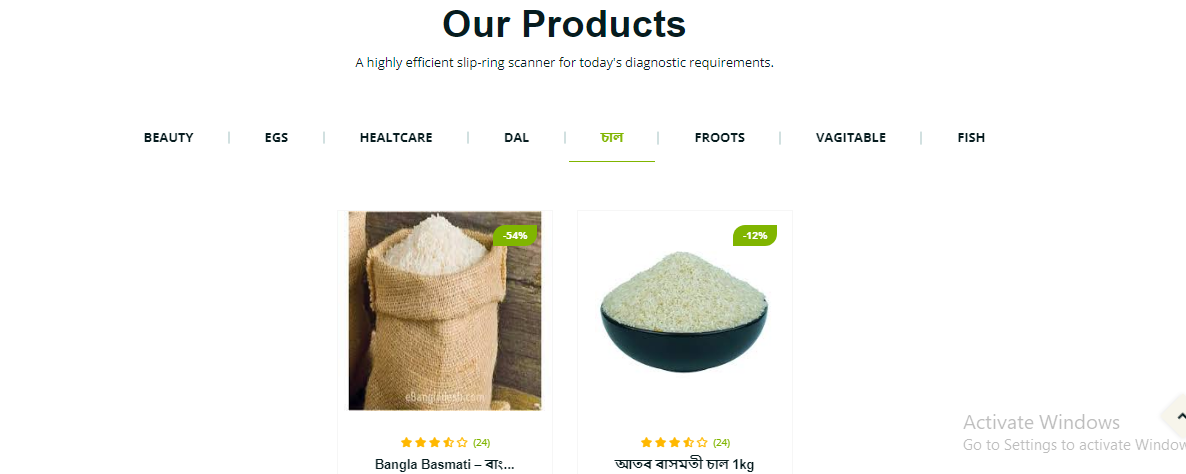 Our Products
A highly efficient slip-ring scanner for today's diagnostic requirements.
BEAUTY | EGS | HEALTCARE | DAL | চাল | FROOTS | VAGITABLE | FISH
-54% -12%
eBangladesh.com
(24) (24)
Bangla Basmati – বাং... আতব বাসমতী চাল 1kg
Activate Windows
Go to Settings to activate Window